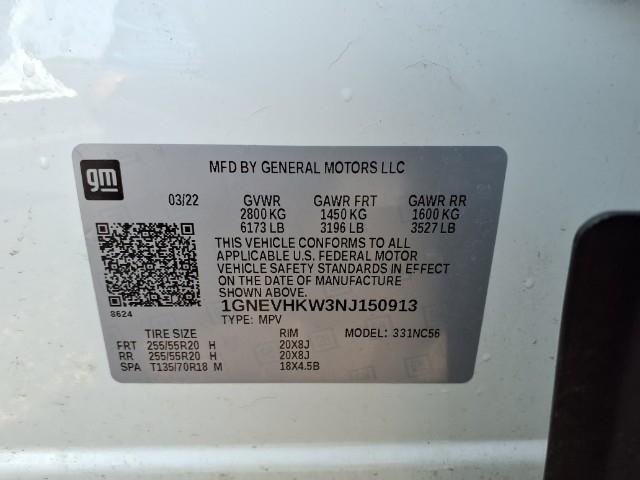 gm
MFD BY GENERAL MOTORS LLC
03/22 GVWR GAWR FRT GAWR RR
2800 KG 1450 KG 1600 KG
6173 LB 3196 LB 3527 LB
THIS VEHICLE CONFORMS TO ALL
APPLICABLE U.S. FEDERAL MOTOR
VEHICLE SAFETY STANDARDS IN EFFECT
ON THE DATE OF MANUFACTURE
SHOWN ABOVE.
8624
1GNEVHKW3NJ150913
TYPE: MPV
TIRE SIZE RIM MODEL: 331NC56
FRT 255/55R20 H 20X8J
RR 255/55R20 H 20X8J
SPA T135/70R18 M 18X4.5B